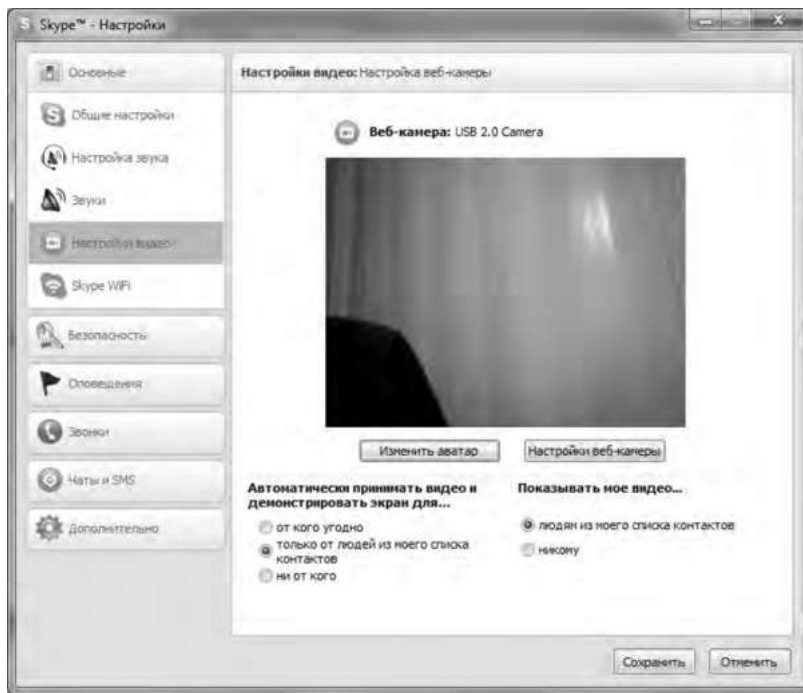 Skype™ - Настройки
Основные
Общие настройки
Настройка звука
Звуки
Настройки видео
Skype WiFi
Безопасность
Оповещения
Звонки
Чаты и SMS
Дополнительно
Настройки видео: Настройка веб-камеры
Веб-камера: USB 2.0 Camera
Изменить аватар
Настройки веб-камеры
Автоматически принимать видео и
демонстрировать экран для...
от кого угодно
только от людей из моего списка
контактов
ни от кого
Показывать мое видео...
людям из моего списка контактов
никому
Сохранить
Отменить